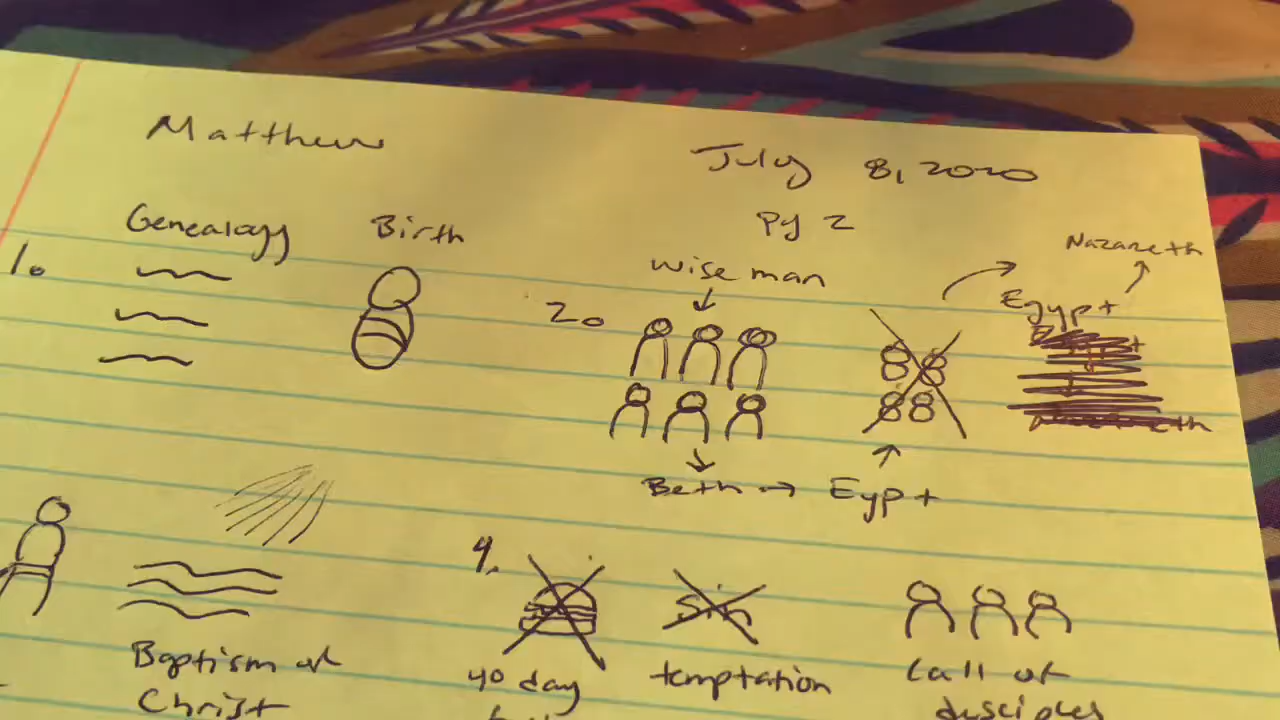 Matthew
July 8, 2020
pg 2
Genealogy Birth
1.
wise man
2.
Nazareth
Egypt
Beth → Eypt
4.
Sin
Baptism of
Christ
40 day
temptation
Call of
disciples